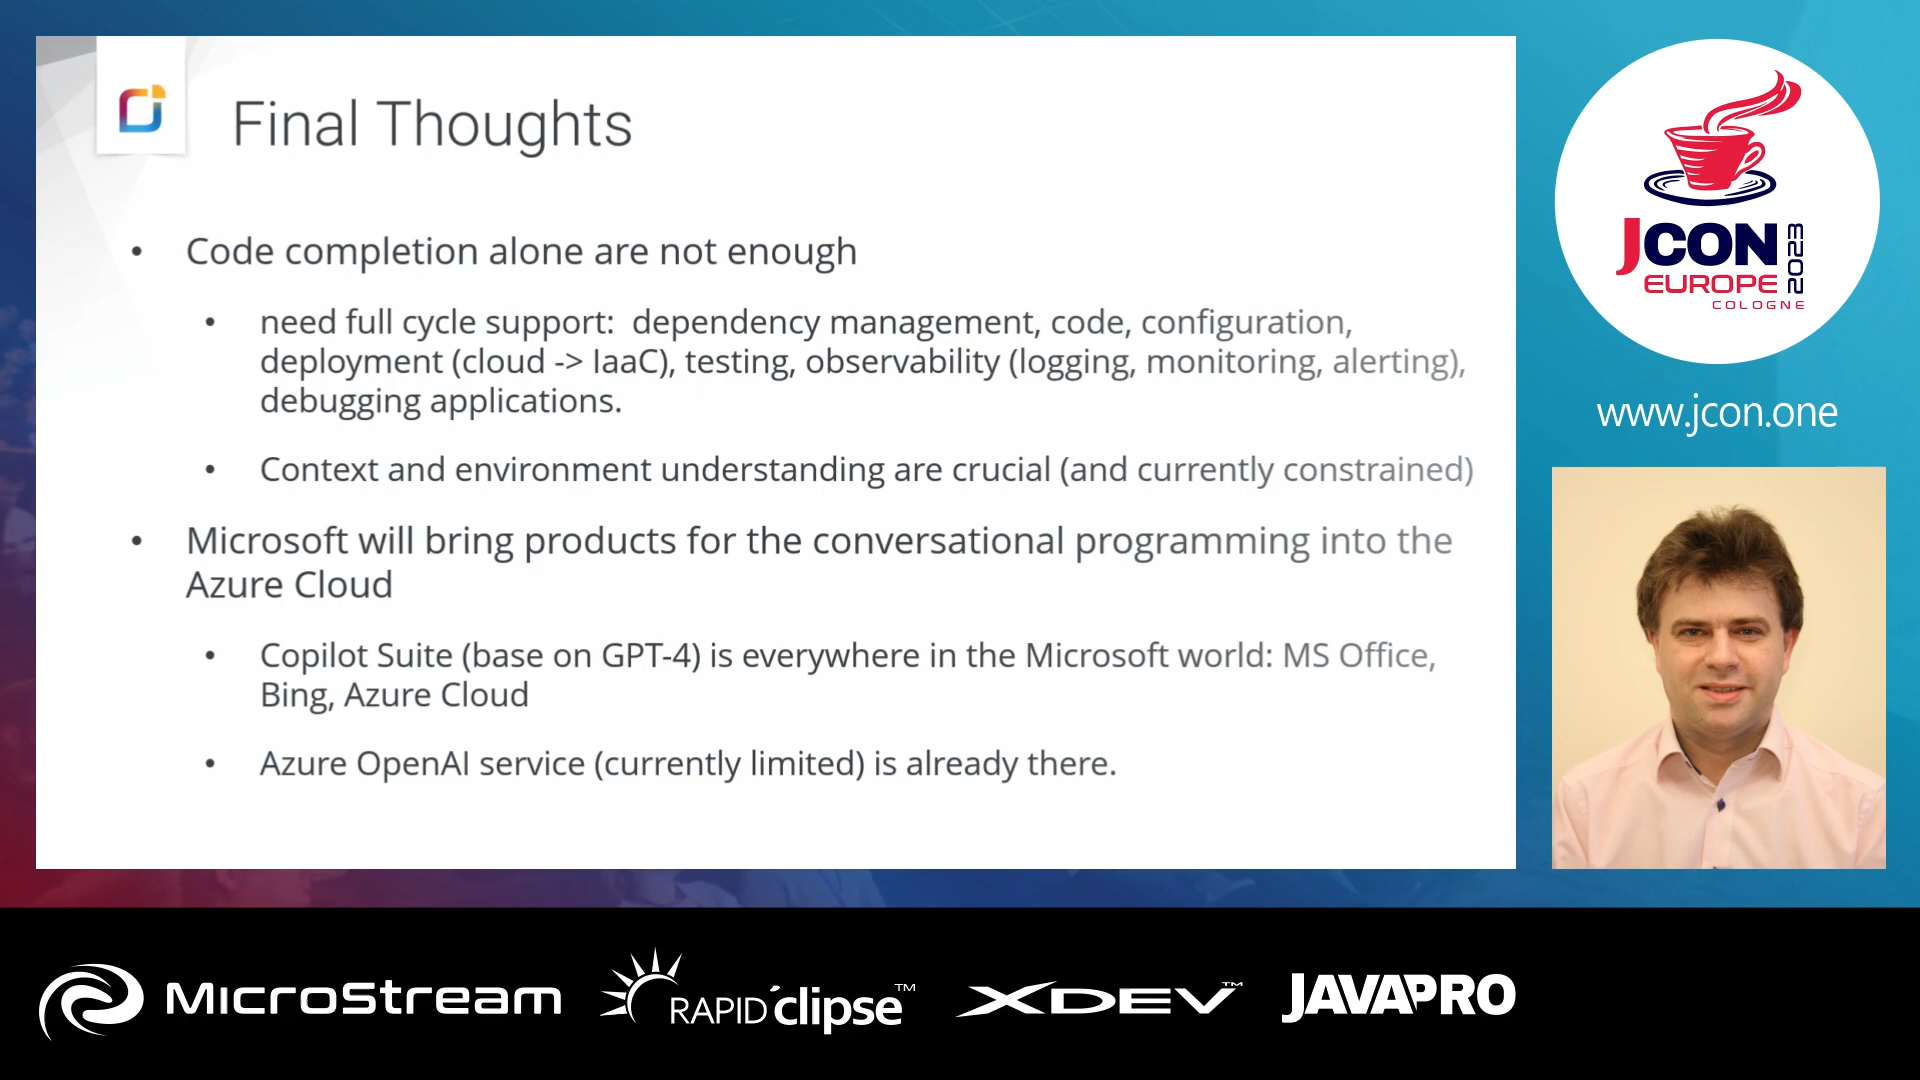 Final Thoughts
• Code completion alone are not enough
• need full cycle support:  dependency management, code, configuration,
deployment (cloud -> IaaC), testing, observability (logging, monitoring, alerting),
debugging applications.
• Context and environment understanding are crucial (and currently constrained)
• Microsoft will bring products for the conversational programming into the
Azure Cloud
• Copilot Suite (base on GPT-4) is everywhere in the Microsoft world: MS Office,
Bing, Azure Cloud
• Azure OpenAI service (currently limited) is already there.
JCON
EUROPE
2023
COLOGNE
www.jcon.one
MicroStream
RAPID'clipse™
XDEV™
JAVAPRO